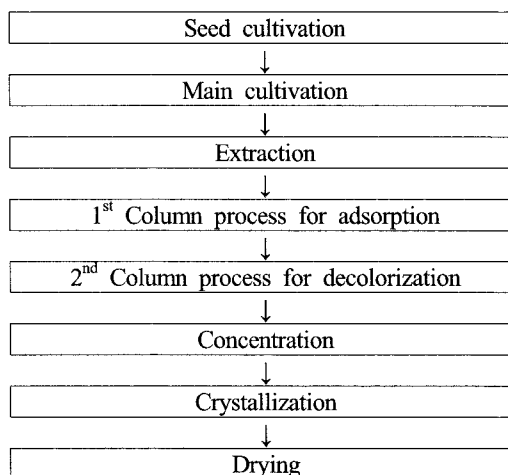 Seed cultivation
↓
Main cultivation
↓
Extraction
↓
1st Column process for adsorption
↓
2nd Column process for decolorization
↓
Concentration
↓
Crystallization
↓
Drying